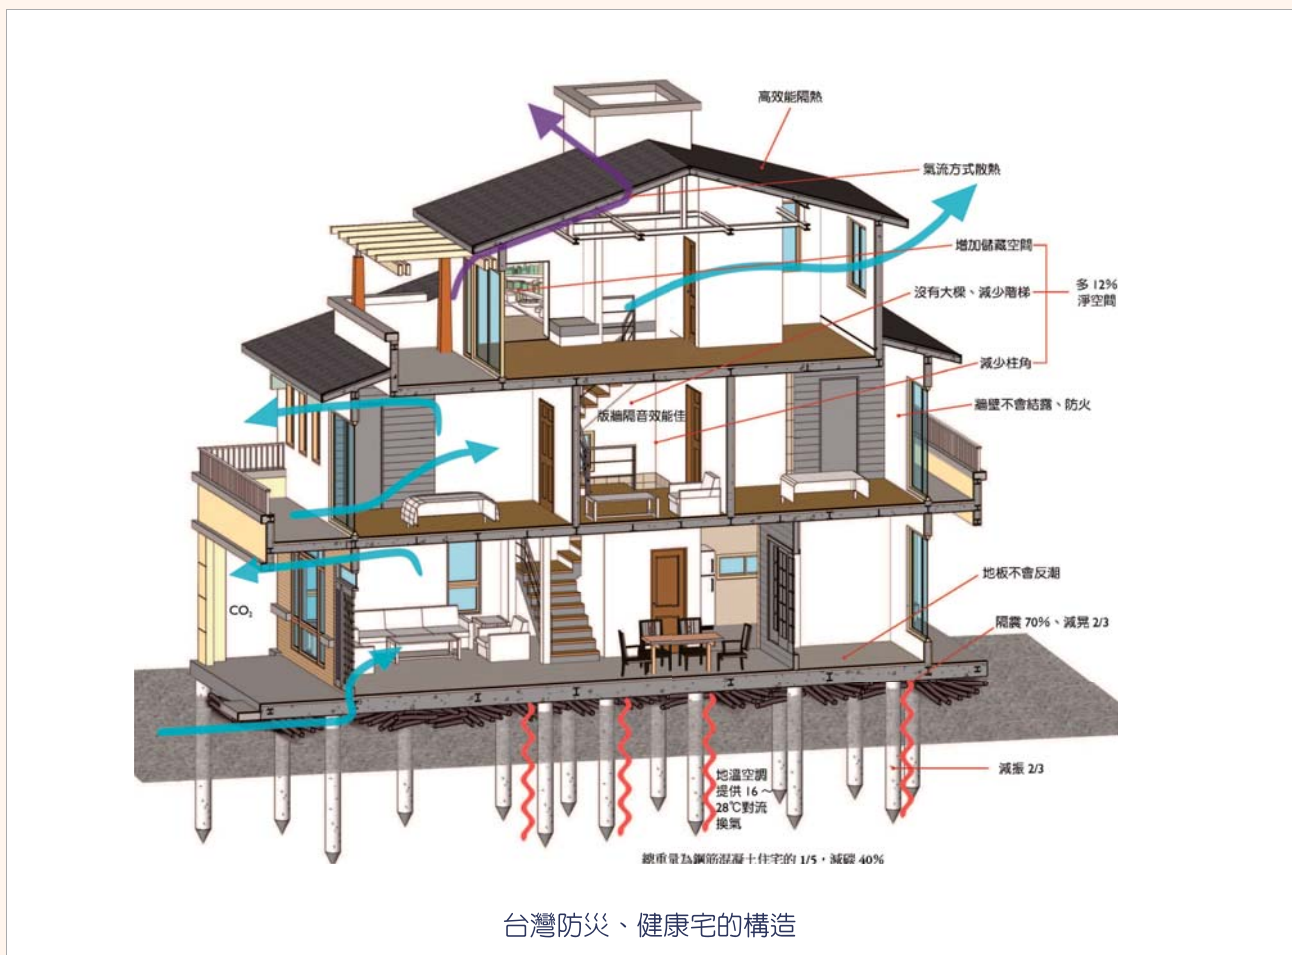 高效能隔熱
氣流方式散熱
增加儲藏空間
沒有大樑、減少階梯
多 12%
淨空間
減少柱角
牆壁不會結露、防火
版牆隔音效能佳
地板不會反潮
CO₂
隔震 70%、減晃 2/3
減振 2/3
地溫空調
提供 16～
28℃對流
換氣
總重量為鋼筋混凝土住宅的 1/5，減碳 40%
台灣防災、健康宅的構造